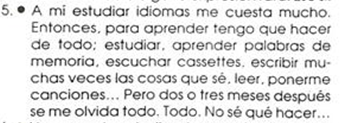 5. ● A mí estudiar idiomas me cuesta mucho.
Entonces, para aprender tengo que hacer
de todo; estudiar, aprender palabras de
memoria, escuchar cassettes, escribir mu-
chas veces las cosas que sé, leer, ponerme
canciones... Pero dos o tres meses después
se me olvida todo. Todo. No sé qué hacer...